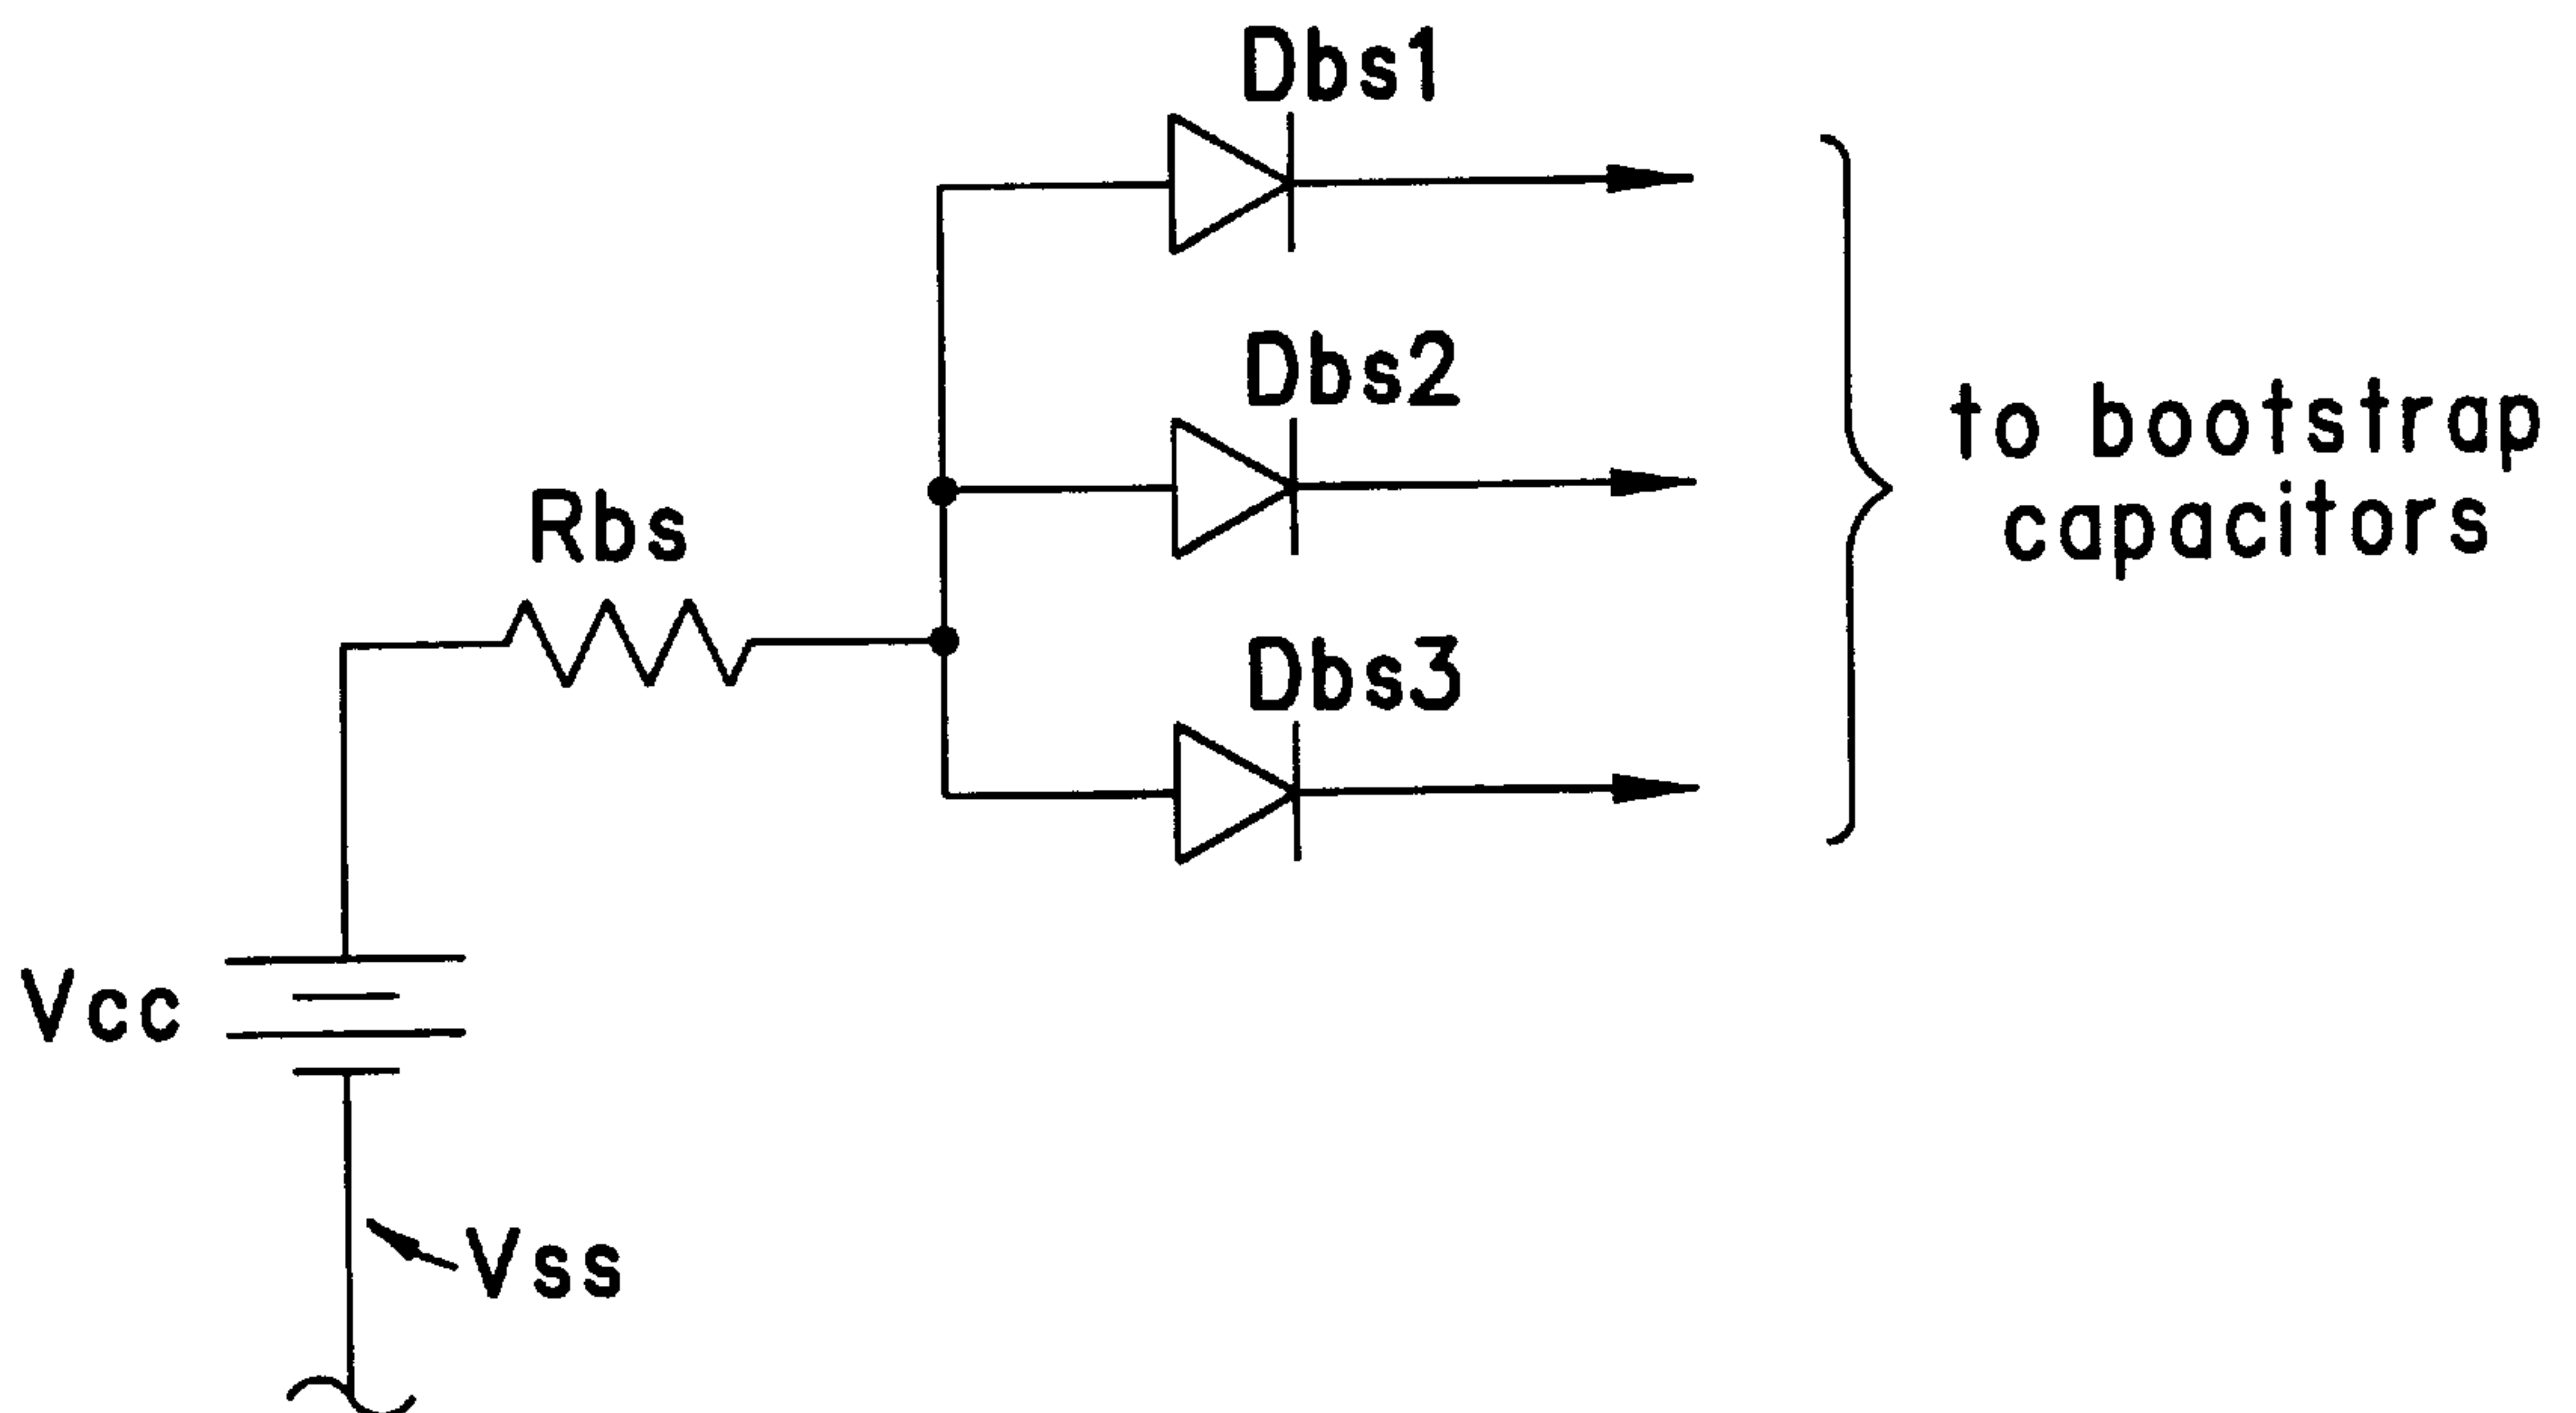 Dbs1
Dbs2
to bootstrap
capacitors
Rbs
Dbs3
Vcc
Vss